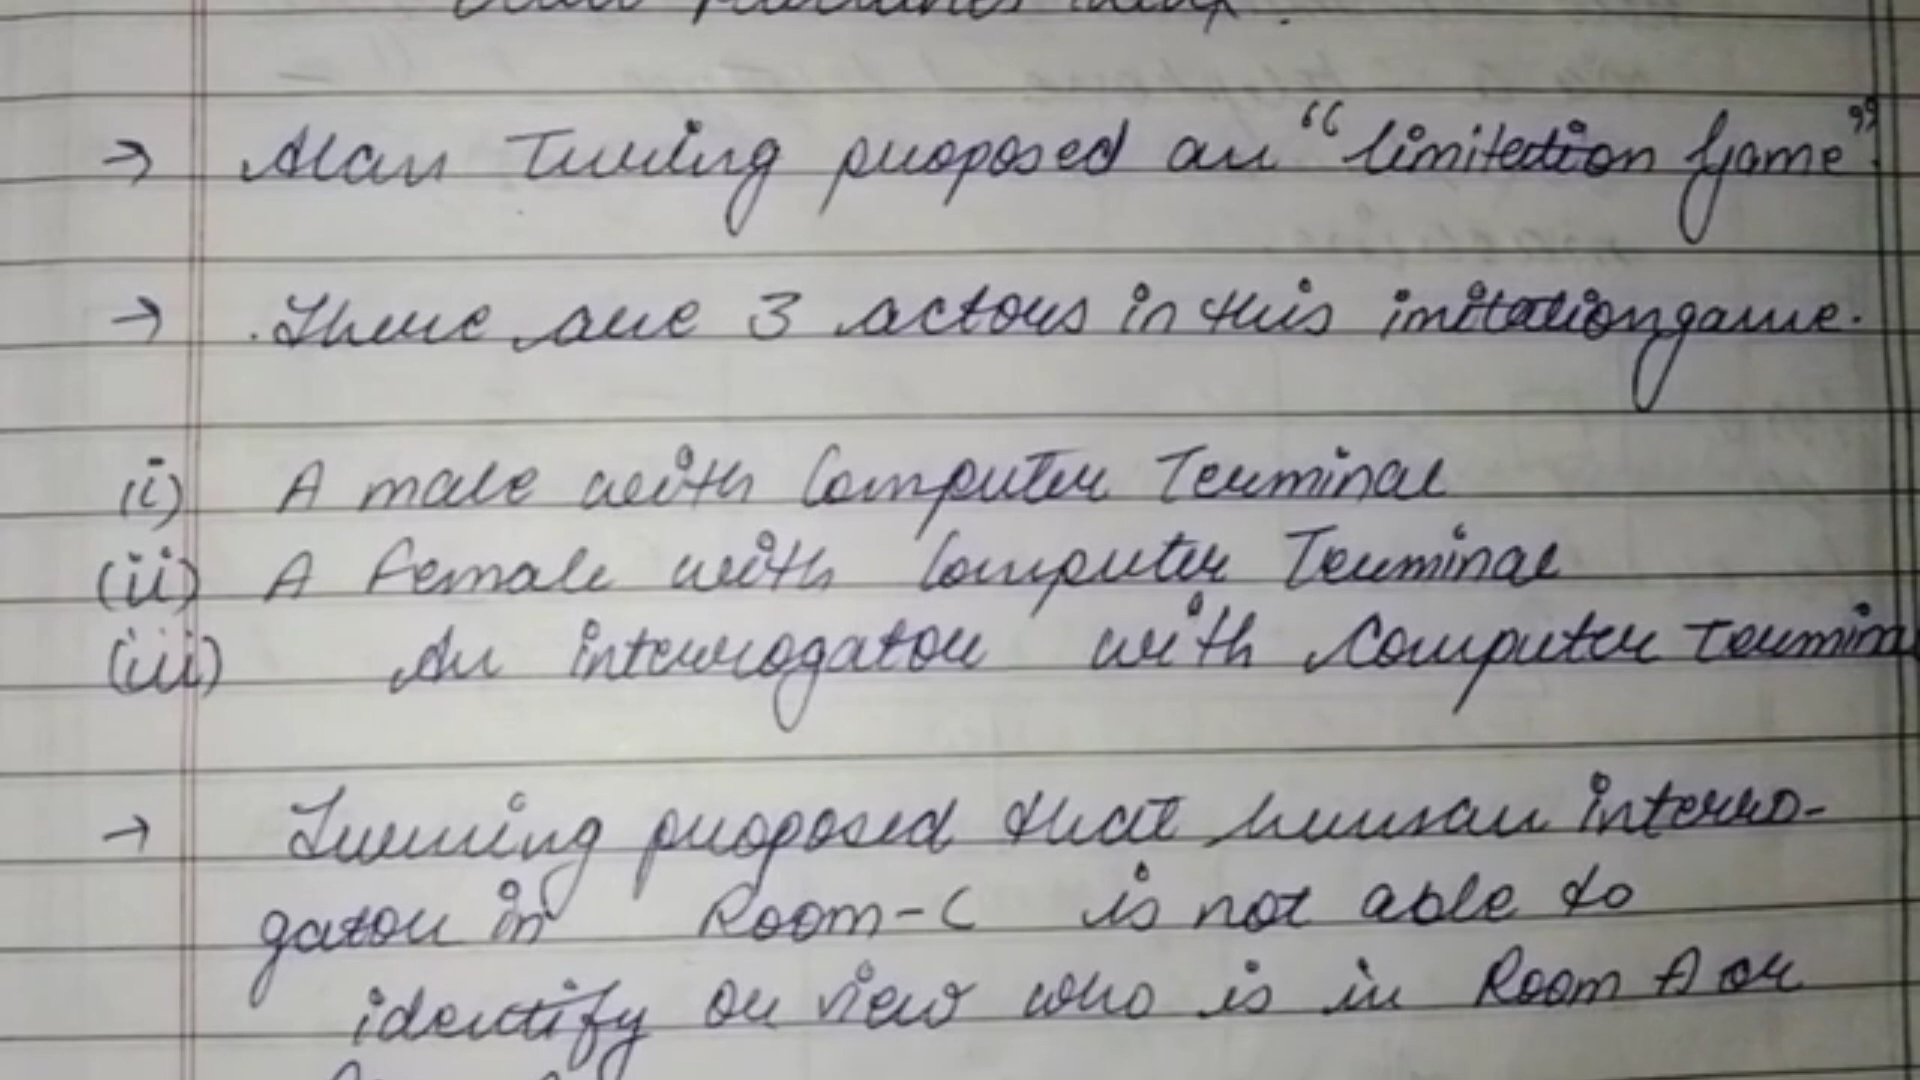 → Alan Turing proposed an "limitation Game".
→ There are 3 actors in this imitation game.
(i) A male with Computer Terminal
(ii) A female with Computer Terminal
(iii) An interrogator with Computer Termina
→ Turning proposed that human interro-
gator in Room-C is not able to
identify or view who is in Room A or